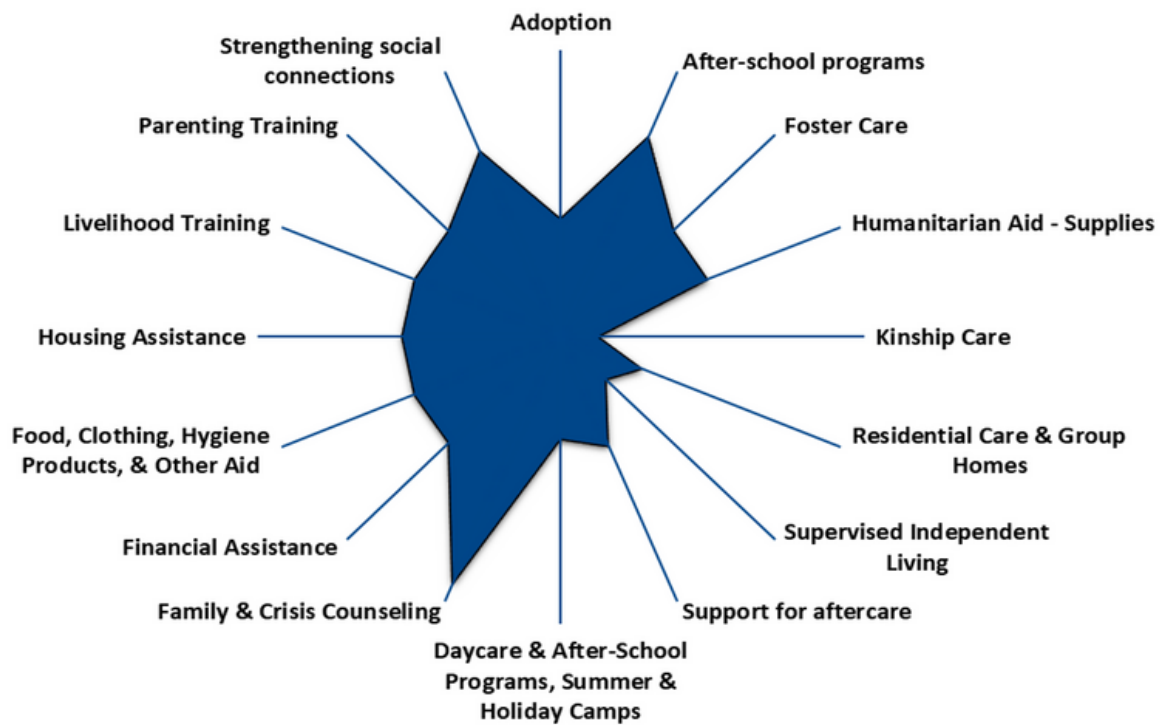 Adoption
Strengthening social
connections
After-school programs
Parenting Training
Foster Care
Livelihood Training
Humanitarian Aid - Supplies
Housing Assistance
Kinship Care
Food, Clothing, Hygiene
Products, & Other Aid
Residential Care & Group
Homes
Financial Assistance
Supervised Independent
Living
Family & Crisis Counseling
Support for aftercare
Daycare & After-School
Programs, Summer &
Holiday Camps